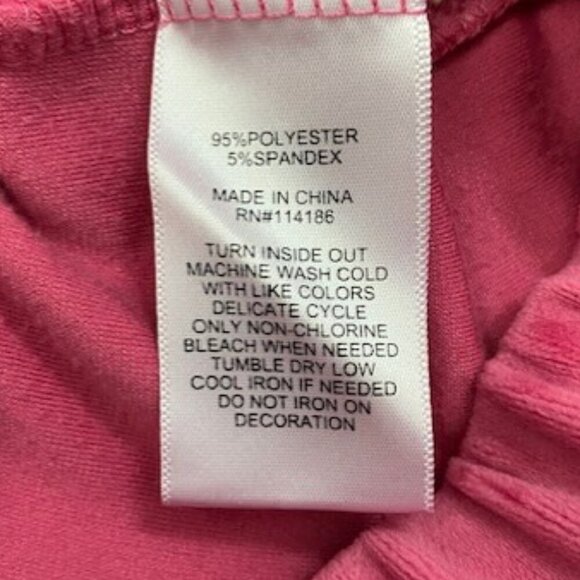 95%POLYESTER
5%SPANDEX
MADE IN CHINA
RN#114186
TURN INSIDE OUT
MACHINE WASH COLD
WITH LIKE COLORS
DELICATE CYCLE
ONLY NON-CHLORINE
BLEACH WHEN NEEDED
TUMBLE DRY LOW
COOL IRON IF NEEDED
DO NOT IRON ON
DECORATION